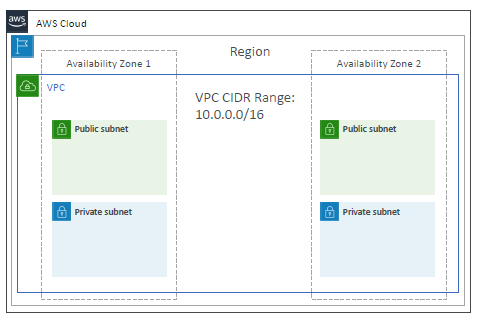 aws
AWS Cloud
Region
Availability Zone 1
Availability Zone 2
VPC
VPC CIDR Range:
10.0.0.0/16
Public subnet
Public subnet
Private subnet
Private subnet